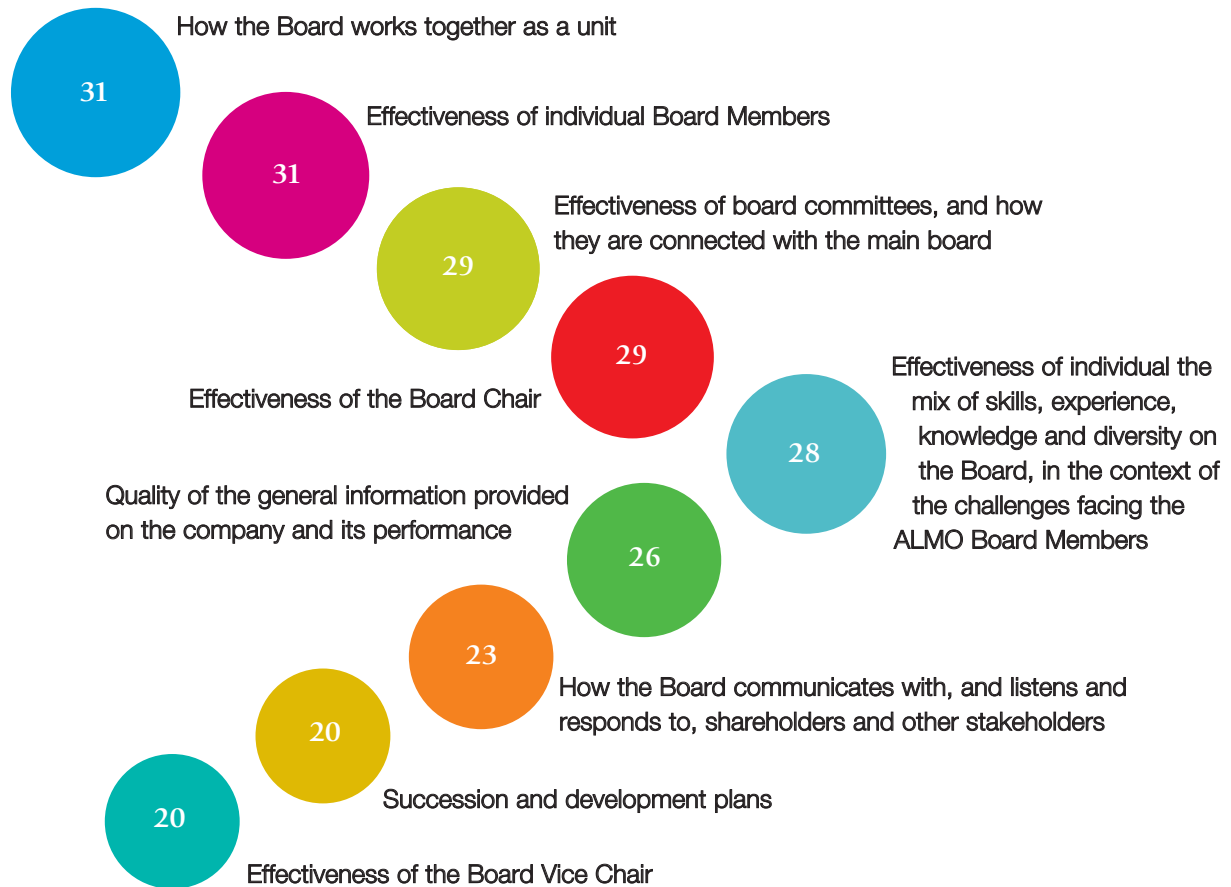 How the Board works together as a unit
31
Effectiveness of individual Board Members
31
Effectiveness of board committees, and how
they are connected with the main board
29
29
Effectiveness of the Board Chair
Effectiveness of individual the
mix of skills, experience,
knowledge and diversity on
the Board, in the context of
the challenges facing the
ALMO Board Members
28
Quality of the general information provided
on the company and its performance
26
23
How the Board communicates with, and listens and
responds to, shareholders and other stakeholders
20
Succession and development plans
20
Effectiveness of the Board Vice Chair